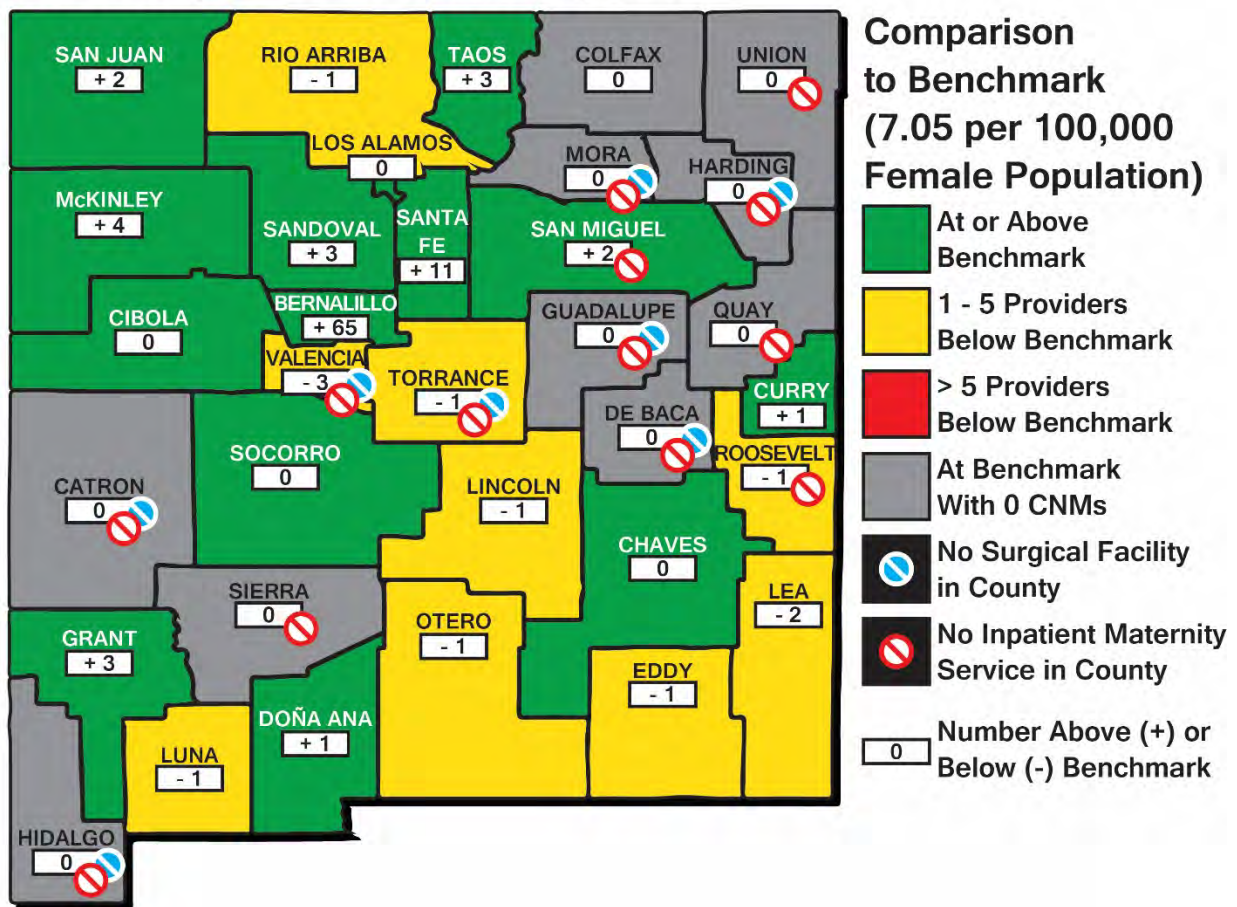 SAN JUAN
+ 2
RIO ARRIBA
- 1
TAOS
+ 3
COLFAX
0
UNION
0
LOS ALAMOS
0
MORA
0
HARDING
0
McKINLEY
+ 4
SANDOVAL
+ 3
SANTA
FE
+ 11
SAN MIGUEL
+ 2
CIBOLA
0
BERNALILLO
+ 65
GUADALUPE
0
QUAY
0
VALENCIA
- 3
TORRANCE
- 1
CURRY
+ 1
DE BACA
0
ROOSEVELT
- 1
SOCORRO
0
CATRON
0
LINCOLN
- 1
CHAVES
0
SIERRA
0
LEA
- 2
GRANT
+ 3
OTERO
- 1
EDDY
- 1
DOÑA ANA
+ 1
LUNA
- 1
HIDALGO
0
Comparison
to Benchmark
(7.05 per 100,000
Female Population)
At or Above
Benchmark
1 - 5 Providers
Below Benchmark
> 5 Providers
Below Benchmark
At Benchmark
With 0 CNMs
No Surgical Facility
in County
No Inpatient Maternity
Service in County
0
Number Above (+) or
Below (-) Benchmark